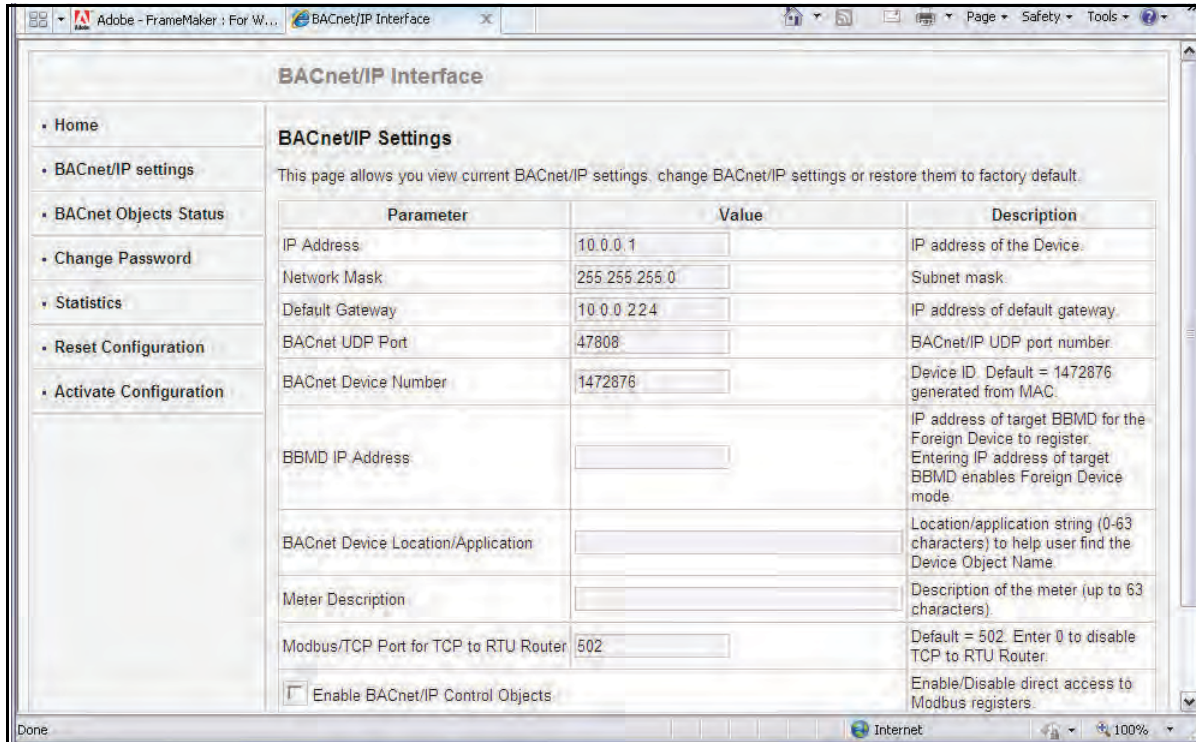 Adobe - FrameMaker : For W...
BACnet/IP Interface
X
Page
Safety
Tools
BACnet/IP Interface
• Home
• BACnet/IP settings
• BACnet Objects Status
• Change Password
• Statistics
• Reset Configuration
• Activate Configuration
BACnet/IP Settings
This page allows you view current BACnet/IP settings, change BACnet/IP settings or restore them to factory default.
Parameter Value Description
IP Address 10.0.0.1 IP address of the Device.
Network Mask 255.255.255.0 Subnet mask.
Default Gateway 10.0.0.224 IP address of default gateway.
BACnet UDP Port 47808 BACnet/IP UDP port number.
BACnet Device Number 1472876 Device ID. Default = 1472876
generated from MAC.
BBMD IP Address
IP address of target BBMD for the
Foreign Device to register.
Entering IP address of target
BBMD enables Foreign Device
mode
BACnet Device Location/Application
Location/application string (0-63
characters) to help user find the
Device Object Name
Meter Description
Description of the meter (up to 63
characters).
Modbus/TCP Port for TCP to RTU Router 502
Default = 502. Enter 0 to disable
TCP to RTU Router.
Enable BACnet/IP Control Objects
Enable/Disable direct access to
Modbus registers.
Done
Internet
100%